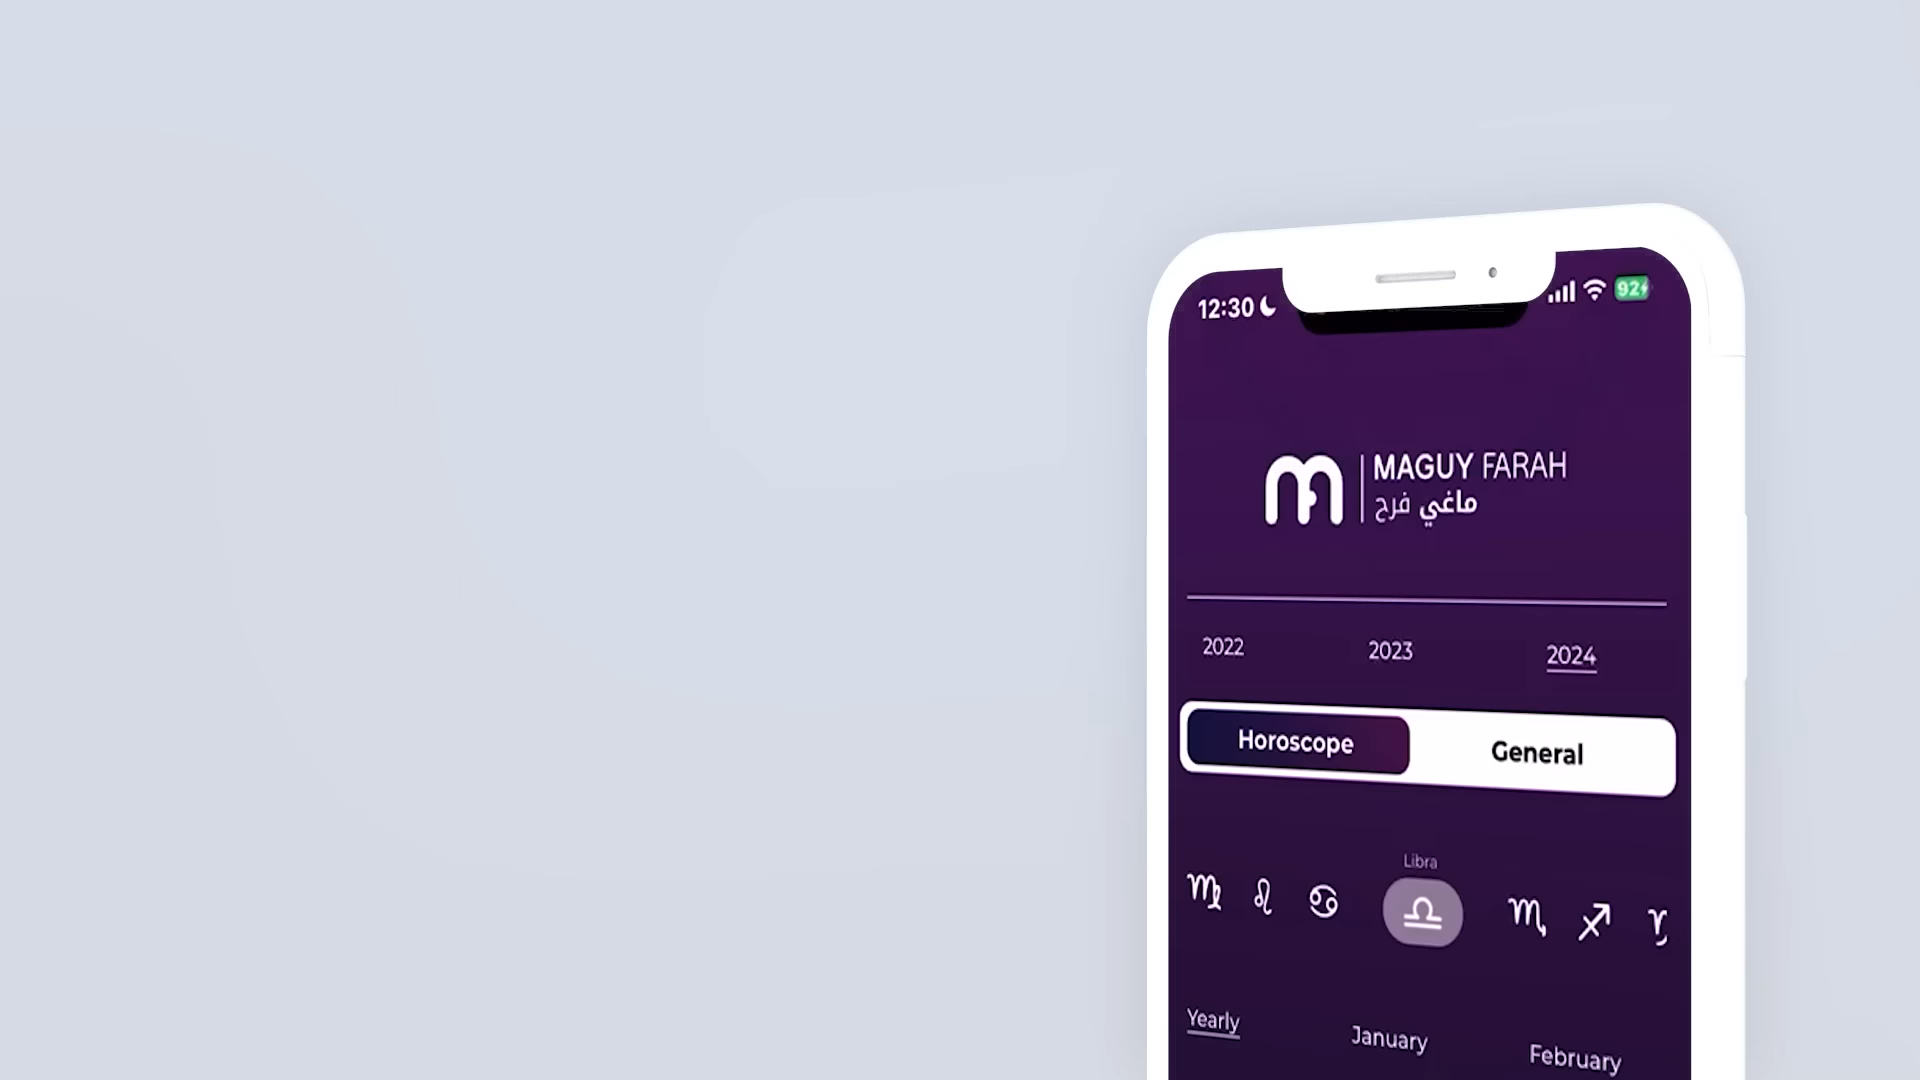 12:30
92
MAGUY FARAH
ماغي فرح
2022 2023 2024
Horoscope General
Libra
Yearly January February